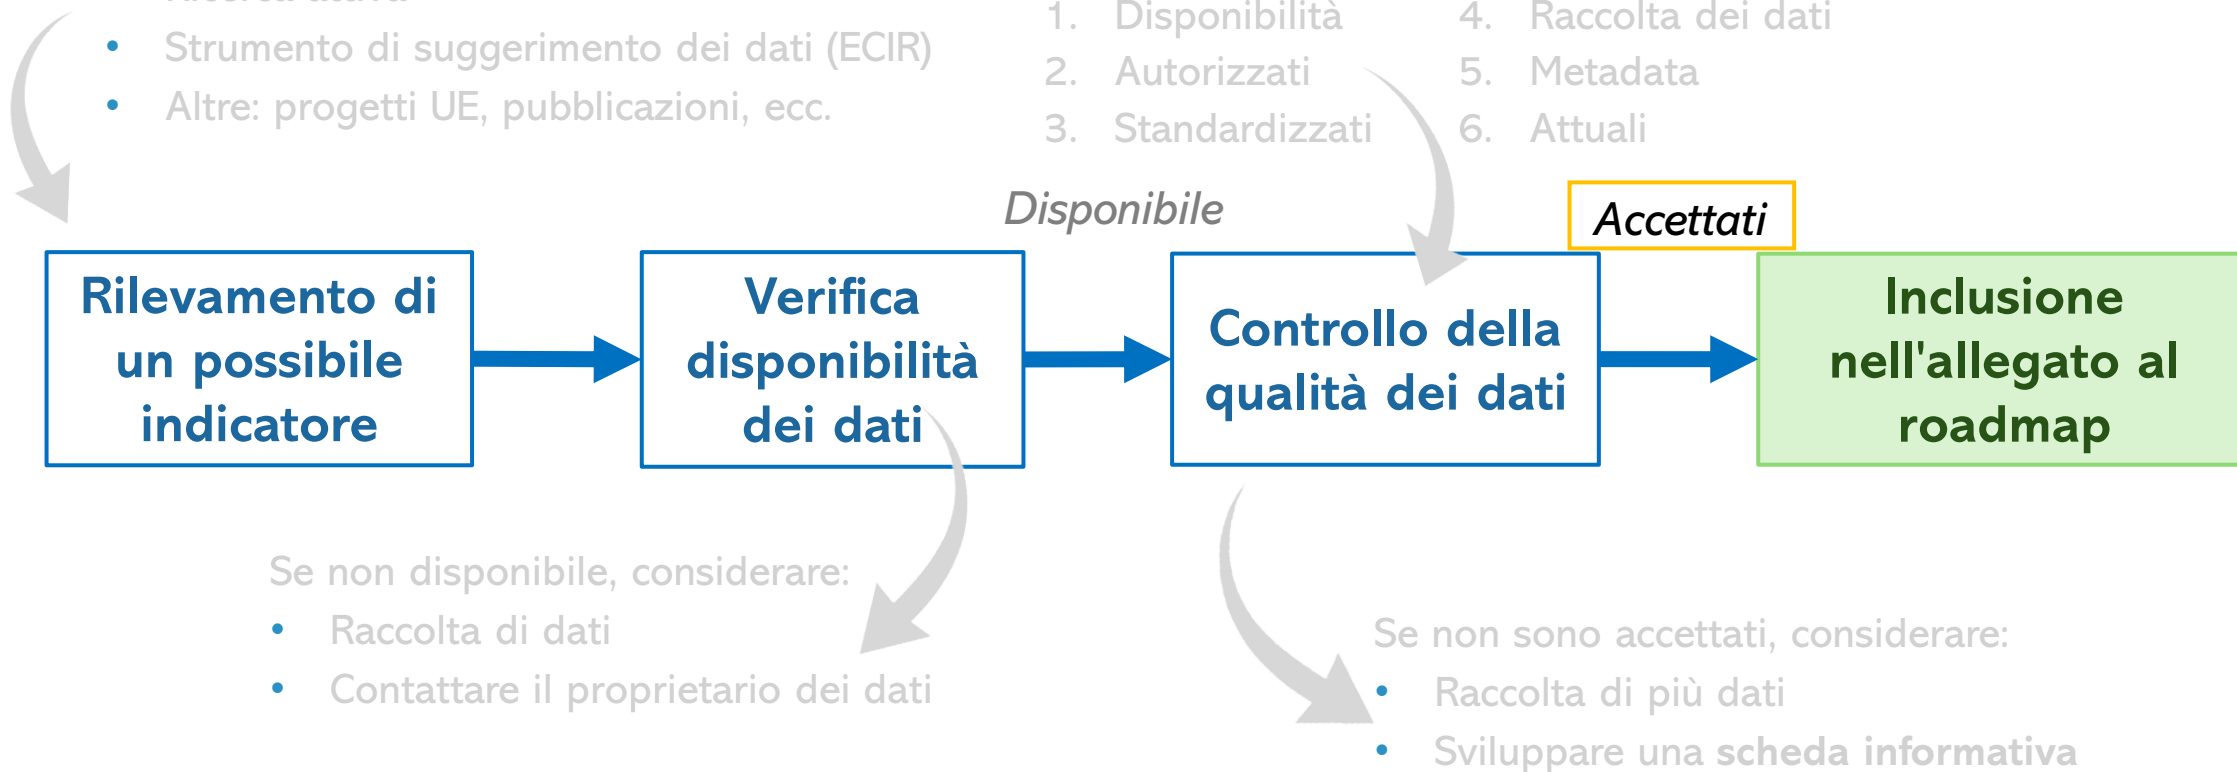 • Strumento di suggerimento dei dati (ECIR)
• Altre: progetti UE, pubblicazioni, ecc.
1. Disponibilità
2. Autorizzati
3. Standardizzati
4. Raccolta dei dati
5. Metadata
6. Attuali
Disponibile
Accettati
Rilevamento di
un possibile
indicatore
Verifica
disponibilità
dei dati
Controllo della
qualità dei dati
Inclusione
nell'allegato al
roadmap
Se non disponibile, considerare:
• Raccolta di dati
• Contattare il proprietario dei dati
Se non sono accettati, considerare:
• Raccolta di più dati
• Sviluppare una scheda informativa